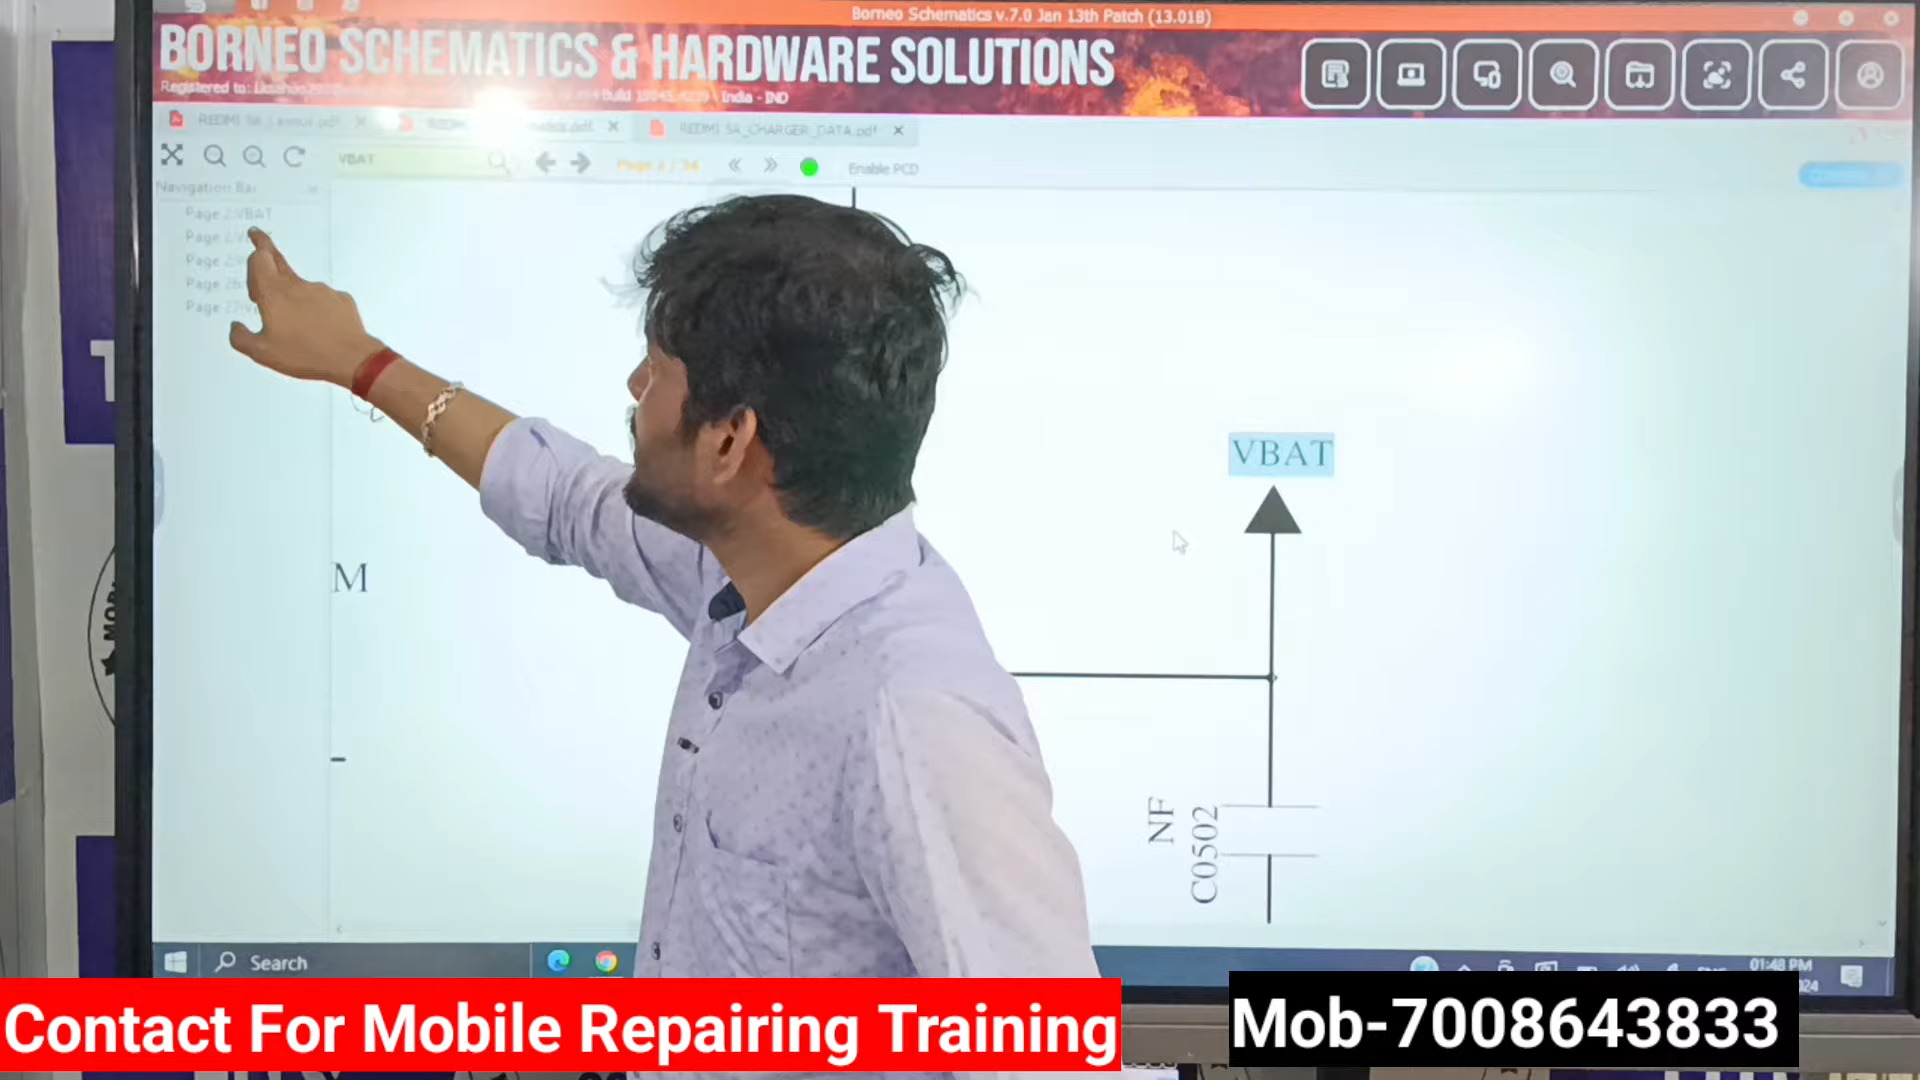 Borneo Schematics v.7.0 Jan 13th Patch (13.018)
BORNEO SCHEMATICS & HARDWARE SOLUTIONS
Registered to:
India - IND
REDMI 5A_CHARGER_DATA.pdf
VBAT
Enable PCD
Navigation Bar
Page 2:VBAT
Page
Page
Page
Page
VBAT
M
NF
C0502
Search
01:48 PM
Contact For Mobile Repairing Training
Mob-7008643833